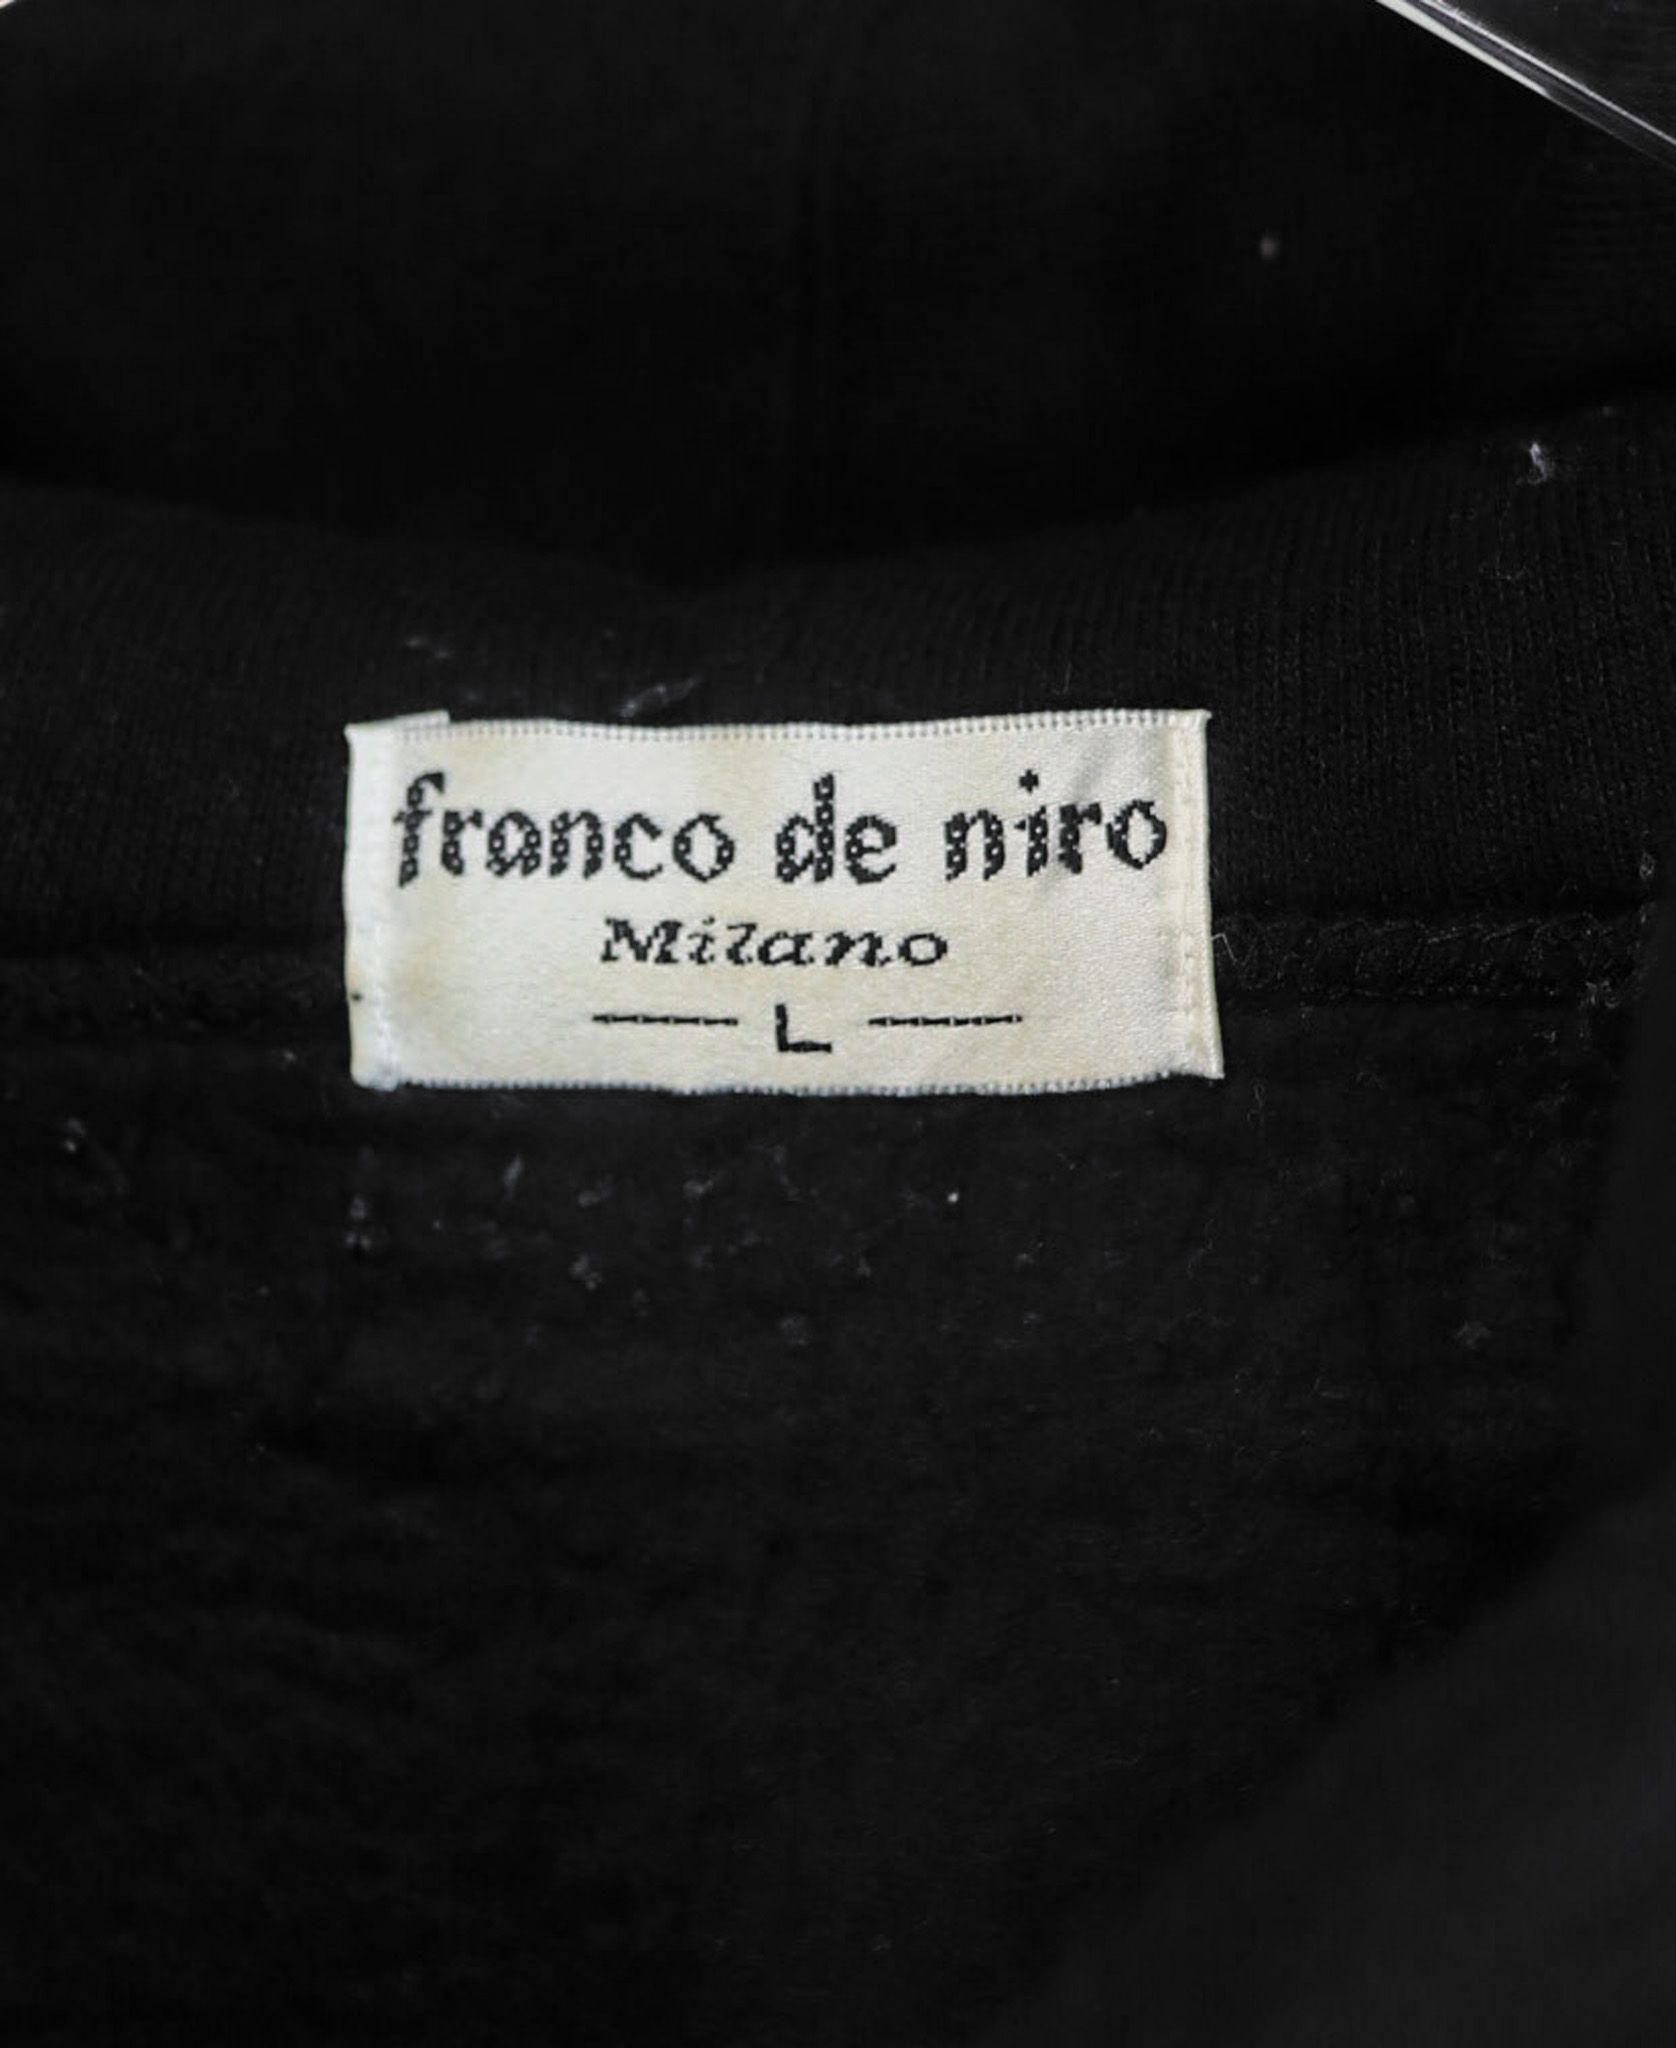 franco de niro
Milano
L